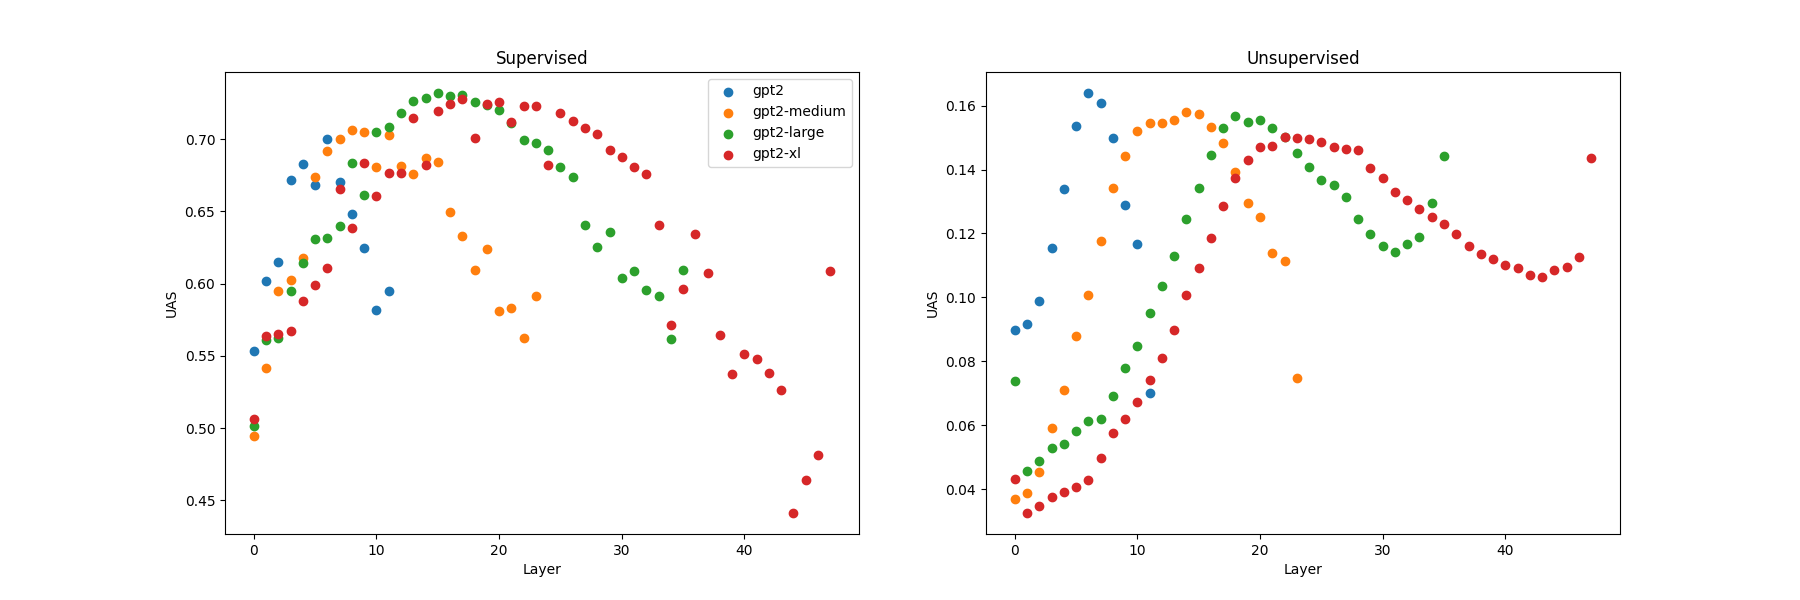 Supervised
UAS
0.70
0.65
0.60
0.55
0.50
0.45
gpt2
gpt2-medium
gpt2-large
gpt2-xl
0 10 20 30 40
Layer
Unsupervised
UAS
0.16
0.14
0.12
0.10
0.08
0.06
0.04
0 10 20 30 40
Layer